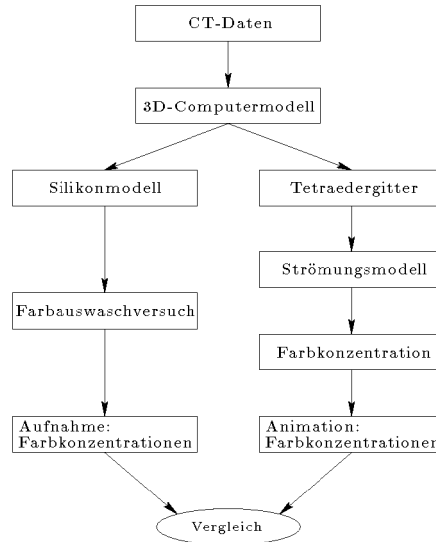 CT-Daten
3D-Computermodell
Silikonmodell
Tetraedergitter
Strömungsmodell
Farbauswaschversuch
Farbkonzentration
Aufnahme:
Farbkonzentrationen
Animation:
Farbkonzentrationen
Vergleich